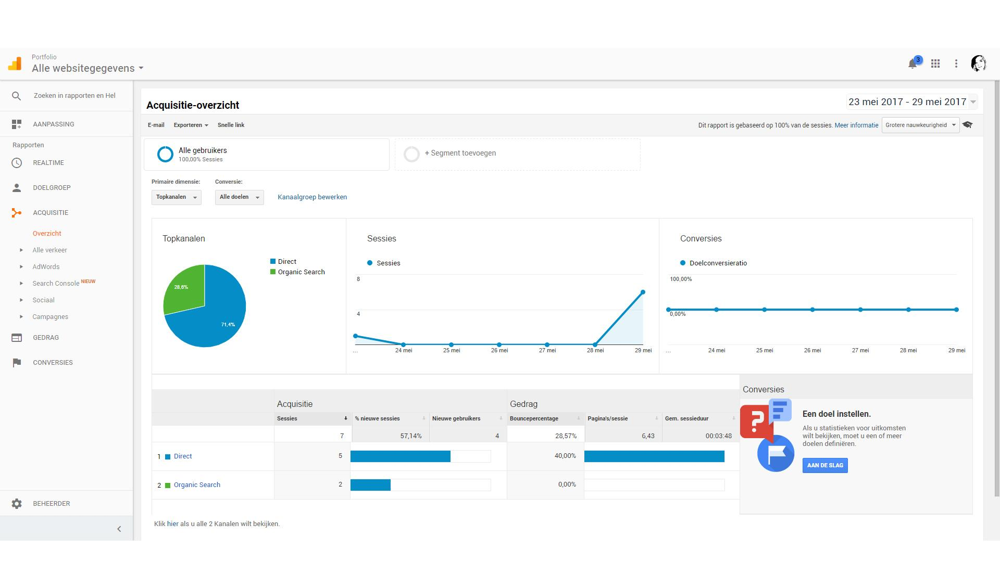 Portfolio
Alle websitegegevens
3
Zoeken in rapporten en Hel
AANPASSING
Rapporten
REALTIME
DOELGROEP
ACQUISITIE
Overzicht
Alle verkeer
AdWords
Search Console NIEUW
Sociaal
Campagnes
GEDRAG
CONVERSIES
BEHEERDER
Acquisitie-overzicht
23 mei 2017 - 29 mei 2017
E-mail Exporteren Snelle link
Dit rapport is gebaseerd op 100% van de sessies. Meer informatie Grotere nauwkeurigheid
Alle gebruikers
100,00% Sessies
+ Segment toevoegen
Primaire dimensie: Conversie:
Topkanalen Alle doelen Kanaalgroep bewerken
Topkanalen
Direct
Organic Search
28,6%
71,4%
Sessies
Sessies
8
4
... 24 mei 25 mei 26 mei 27 mei 28 mei 29 mei
Conversies
Doelconversieratio
100,00%
0,00%
... 24 mei 25 mei 26 mei 27 mei 28 mei 29 mei
Acquisitie Gedrag
Sessies % nieuwe sessies Nieuwe gebruikers Bouncepercentage Pagina's/sessie Gem. sessieduur
7 57,14% 4 28,57% 6,43 00:03:48
1 Direct 5 40,00%
2 Organic Search 2 0,00%
Conversies
?
Een doel instellen.
Als u statistieken voor uitkomsten
wilt bekijken, moet u een of meer
doelen definiëren.
AAN DE SLAG
Klik hier als u alle 2 Kanalen wilt bekijken.